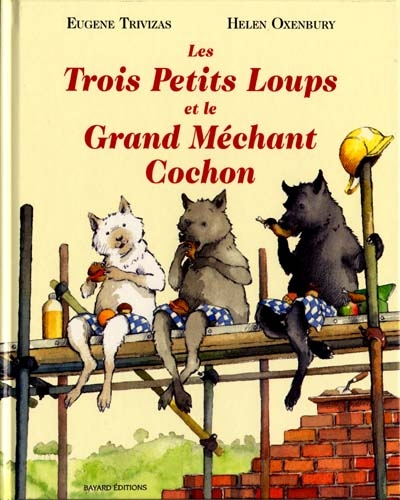 EUGENE TRIVIZAS HELEN OXENBURY
Les
Trois Petits Loups
et le
Grand Méchant
Cochon
BAYARD ÉDITIONS